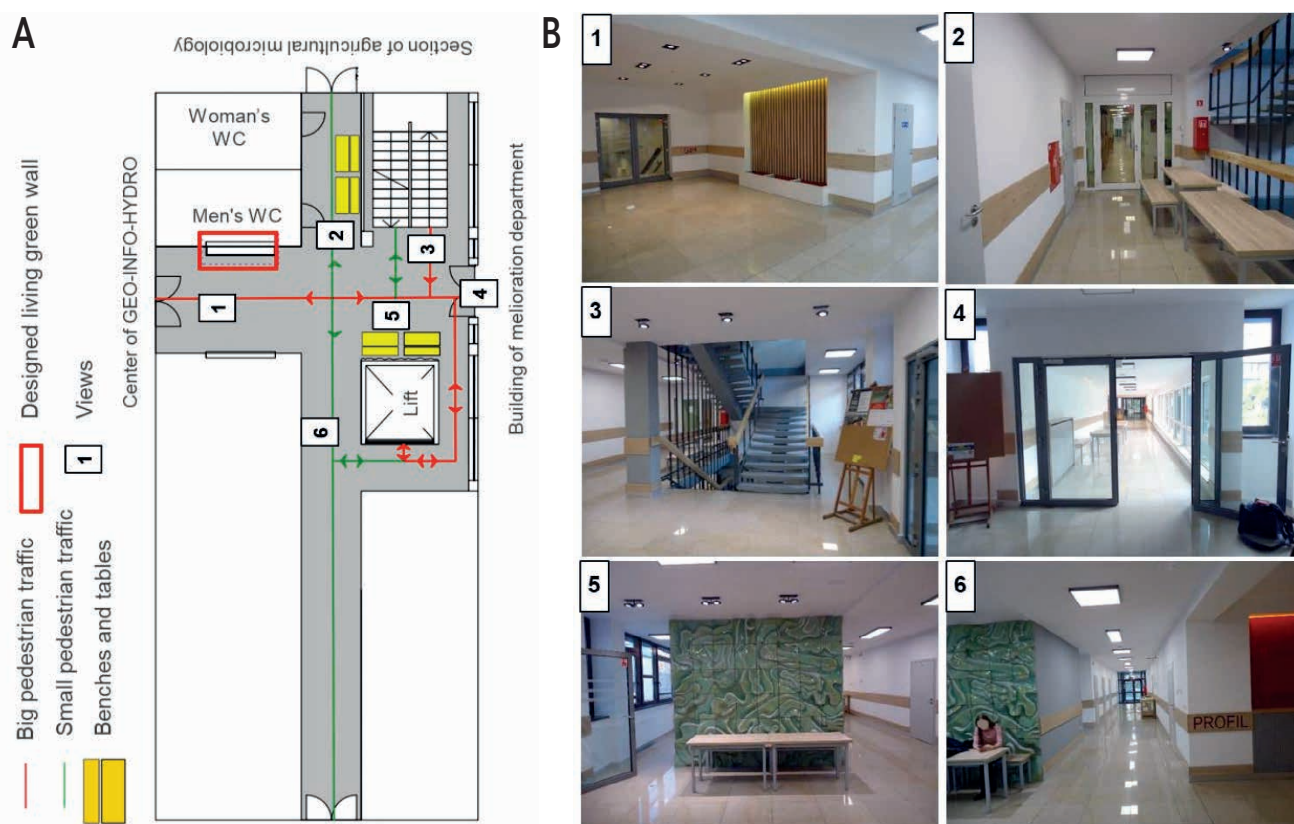 A
Section of agricultural microbiology
Woman's
WC
Men's WC
Center of GEO-INFO-HYDRO
Building of melioration department
Lift
1
2
3
4
5
6
Designed living green wall
1
Views
Big pedestrian traffic
Small pedestrian traffic
Benches and tables
B
1
2
3
4
5
6
PROFIL